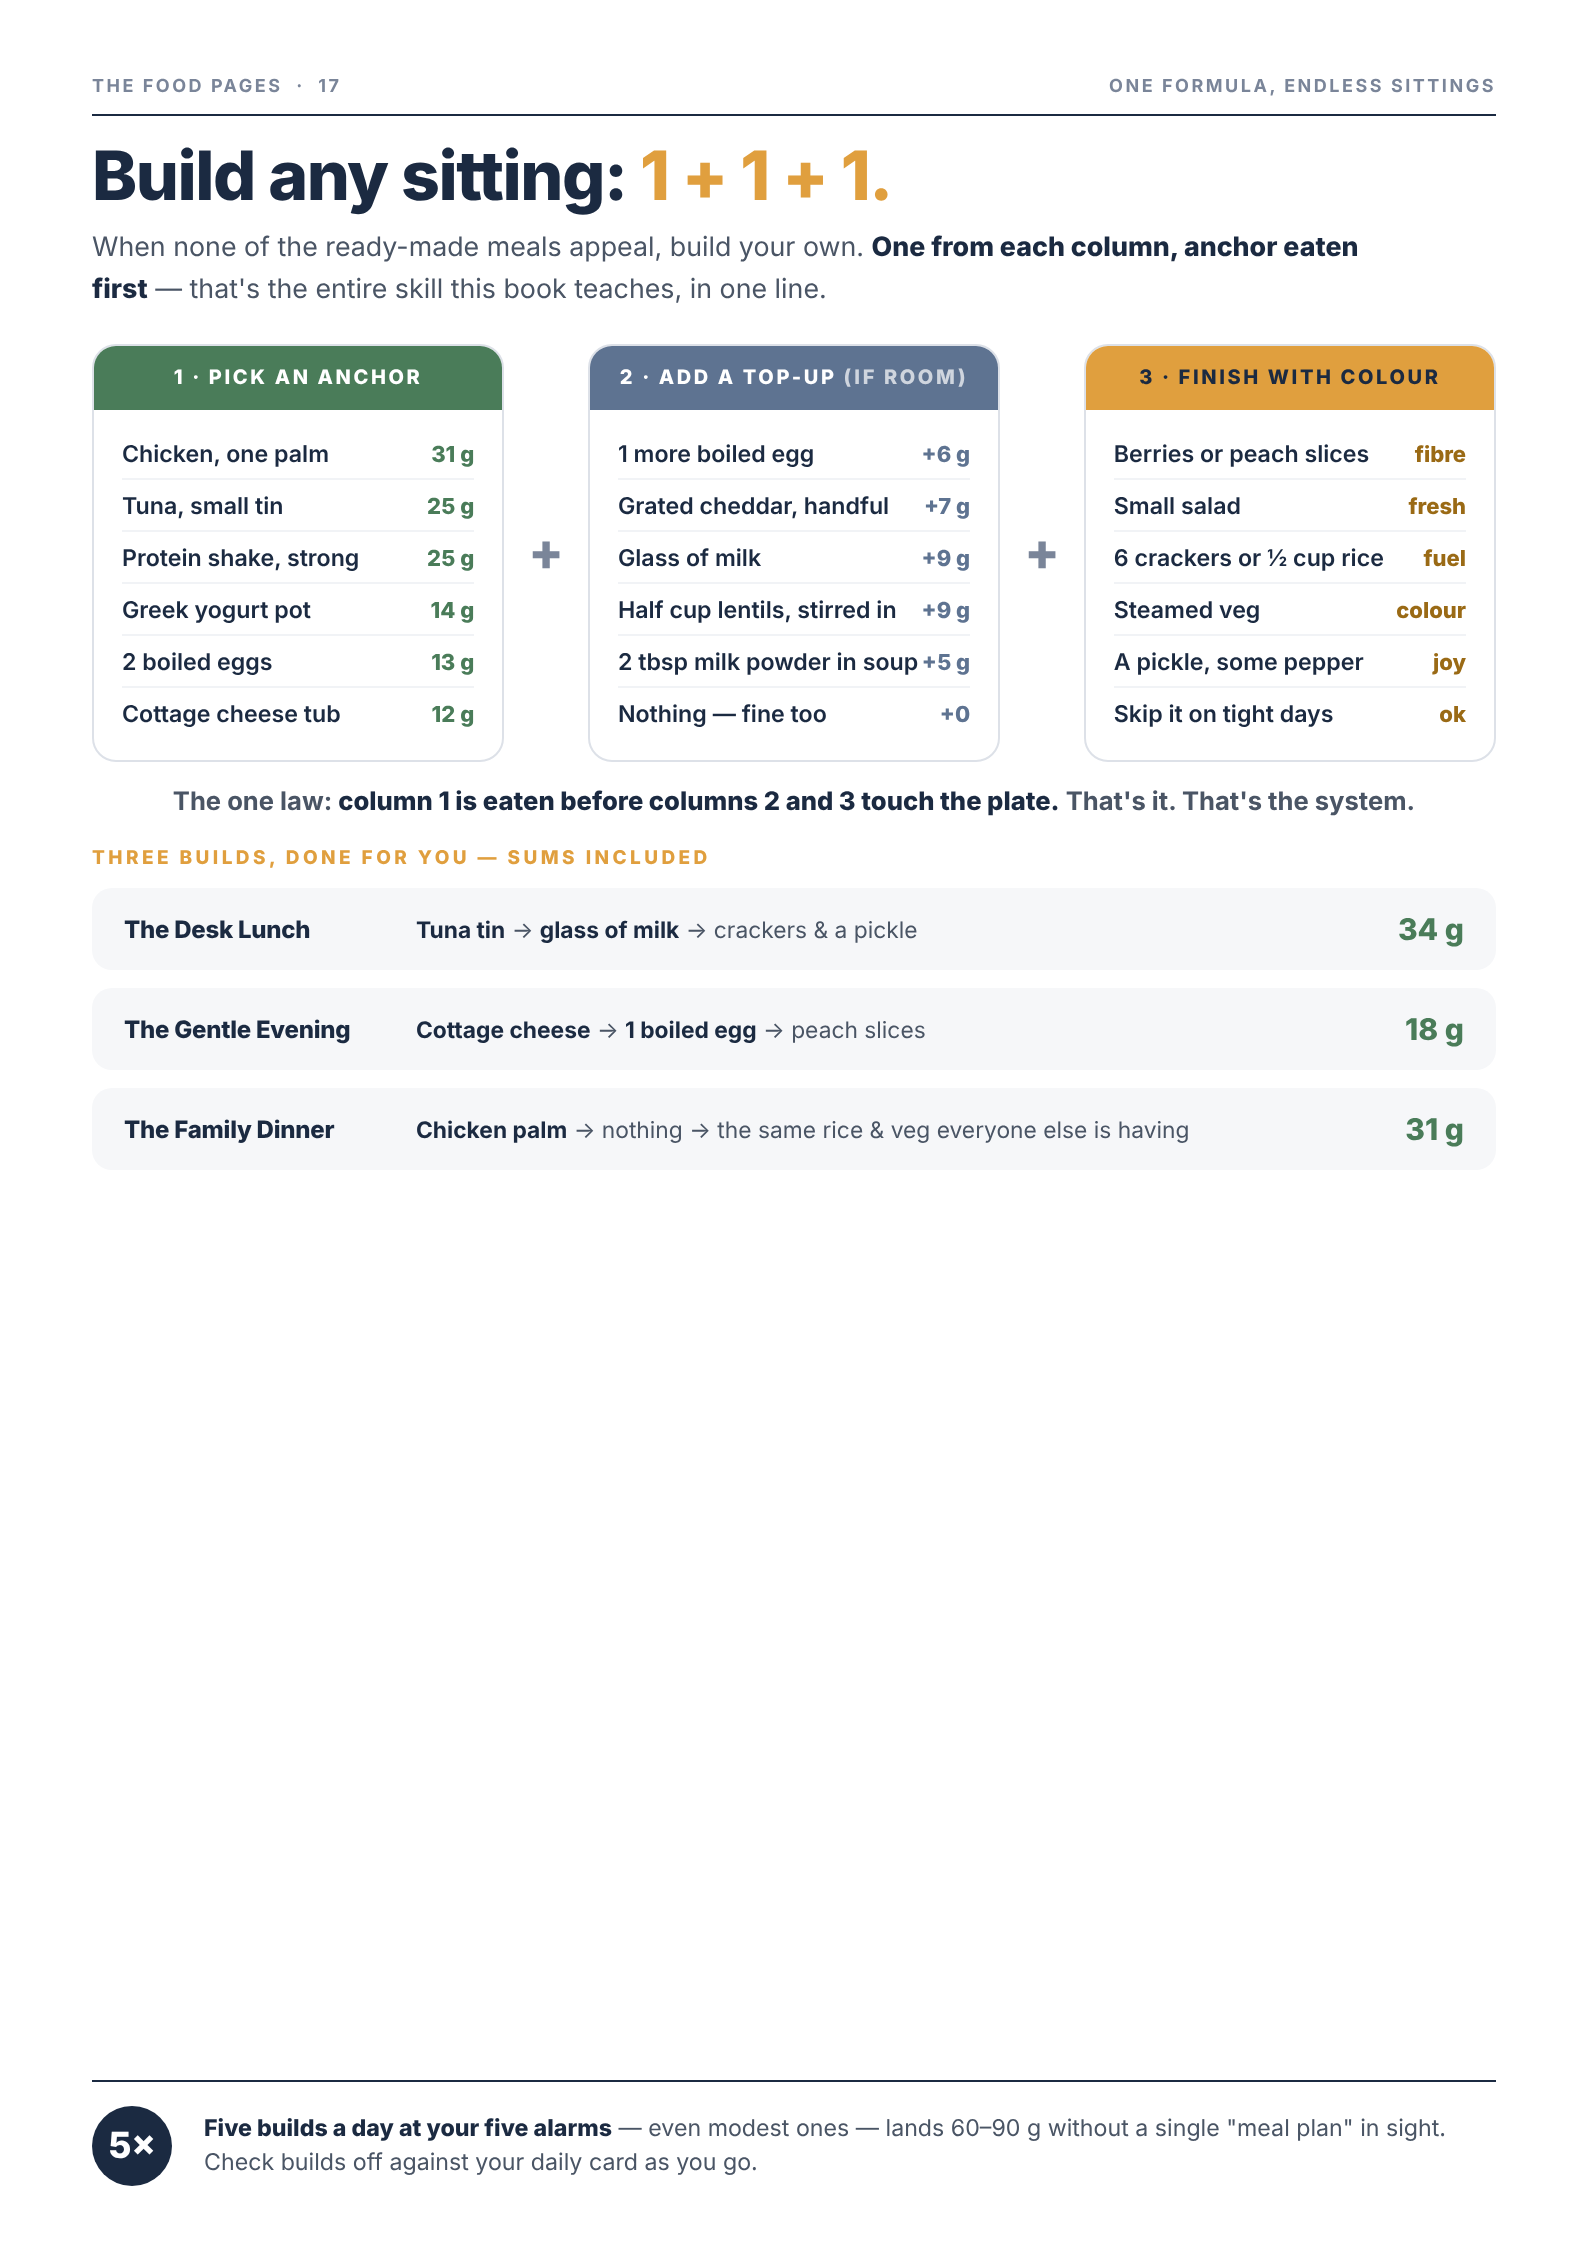 THE FOOD PAGES · 17
ONE FORMULA, ENDLESS SITTINGS
Build any sitting: 1 + 1 + 1.
When none of the ready-made meals appeal, build your own. One from each column, anchor eaten
first — that's the entire skill this book teaches, in one line.
1 · PICK AN ANCHOR
Chicken, one palm 31 g
Tuna, small tin 25 g
Protein shake, strong 25 g
Greek yogurt pot 14 g
2 boiled eggs 13 g
Cottage cheese tub 12 g
+
2 · ADD A TOP-UP (IF ROOM)
1 more boiled egg +6 g
Grated cheddar, handful +7 g
Glass of milk +9 g
Half cup lentils, stirred in +9 g
2 tbsp milk powder in soup +5 g
Nothing — fine too +0
+
3 · FINISH WITH COLOUR
Berries or peach slices fibre
Small salad fresh
6 crackers or ½ cup rice fuel
Steamed veg colour
A pickle, some pepper joy
Skip it on tight days ok
The one law: column 1 is eaten before columns 2 and 3 touch the plate. That's it. That's the system.
THREE BUILDS, DONE FOR YOU — SUMS INCLUDED
The Desk Lunch Tuna tin → glass of milk → crackers & a pickle 34 g
The Gentle Evening Cottage cheese → 1 boiled egg → peach slices 18 g
The Family Dinner Chicken palm → nothing → the same rice & veg everyone else is having 31 g
5×
Five builds a day at your five alarms — even modest ones — lands 60–90 g without a single "meal plan" in sight.
Check builds off against your daily card as you go.